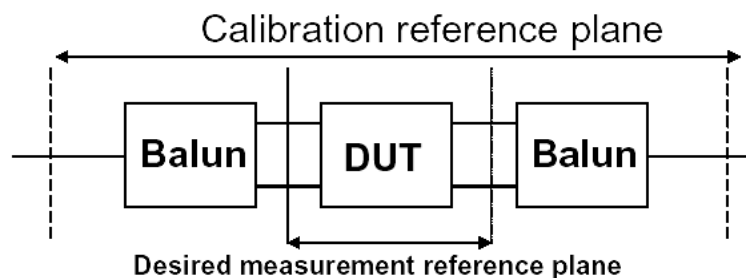 Calibration reference plane
Balun DUT Balun
Desired measurement reference plane